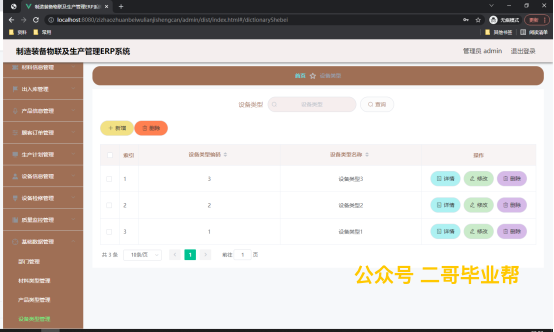 制造装备物联及生产管理ERP系统
localhost:8080/zizhaozhuanbeiwulianjishengcan/admin/dist/index.html#/dictionaryShebei
无痕模式
更新
资料
常用
其他书签
阅读清单
制造装备物联及生产管理ERP系统
管理员 admin
退出登录
材料信息管理
出入库管理
产品信息管理
顾客订单管理
生产计划管理
设备信息管理
设备检修管理
质量监控管理
基础数据管理
部门管理
材料类型管理
产品类型管理
设备类型管理
首页 ☆ 设备类型
设备类型 设备类型 查询
+ 新增 删除
索引 设备类型编码 设备类型名称 操作
1 3 设备类型3 详情 修改 删除
2 2 设备类型2 详情 修改 删除
3 1 设备类型1 详情 修改 删除
共 3 条 10条/页 < 1 > 前往 1 页
公众号 二哥毕业帮